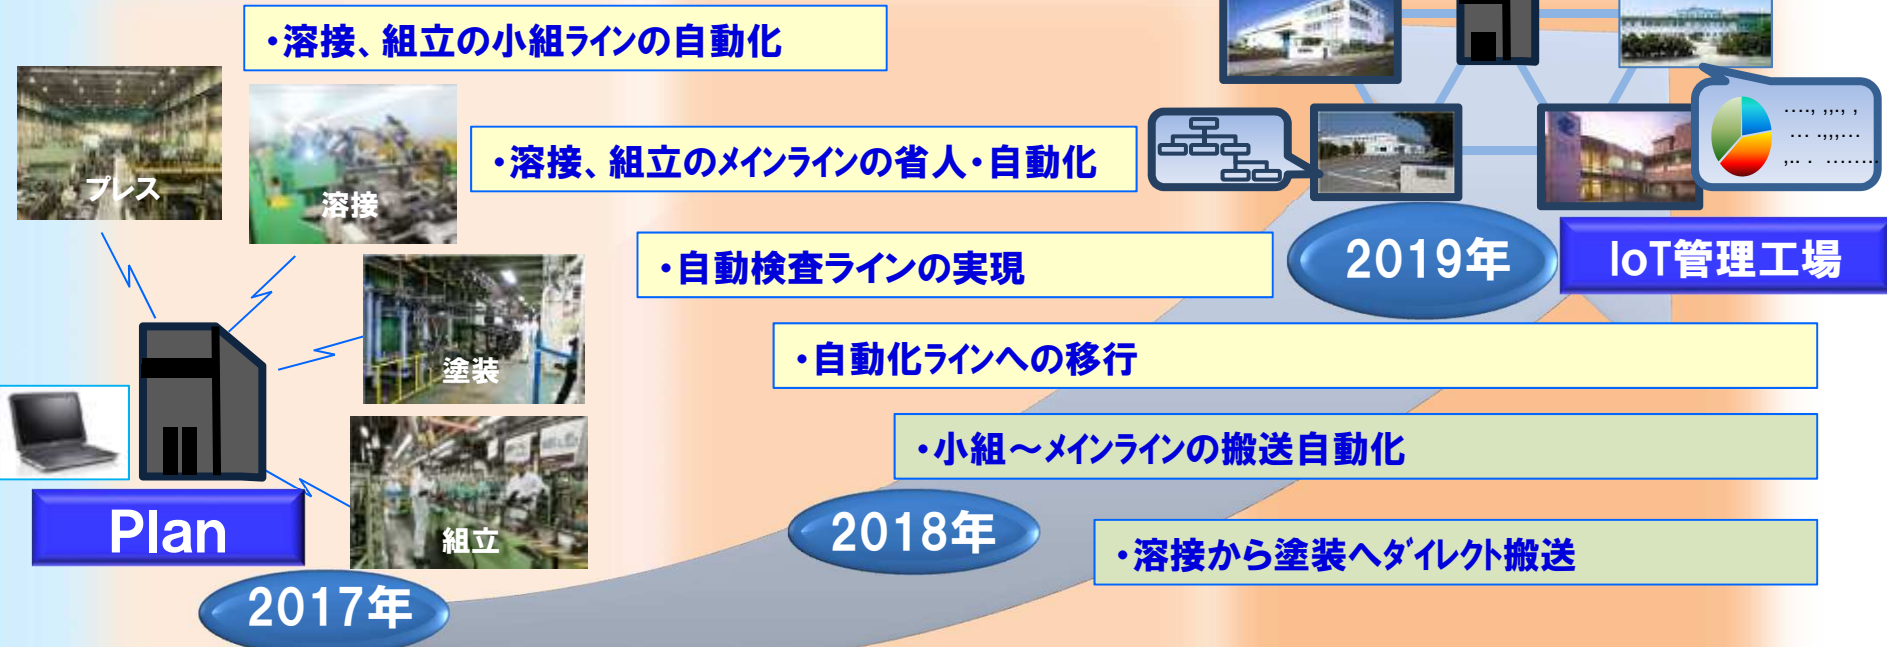 ・溶接、組立の小組ラインの自動化
プレス
溶接
・溶接、組立のメインラインの省人・自動化
・自動検査ラインの実現
2019年
IoT管理工場
塗装
・自動化ラインへの移行
・小組～メインラインの搬送自動化
Plan
組立
2018年
・溶接から塗装へダイレクト搬送
2017年